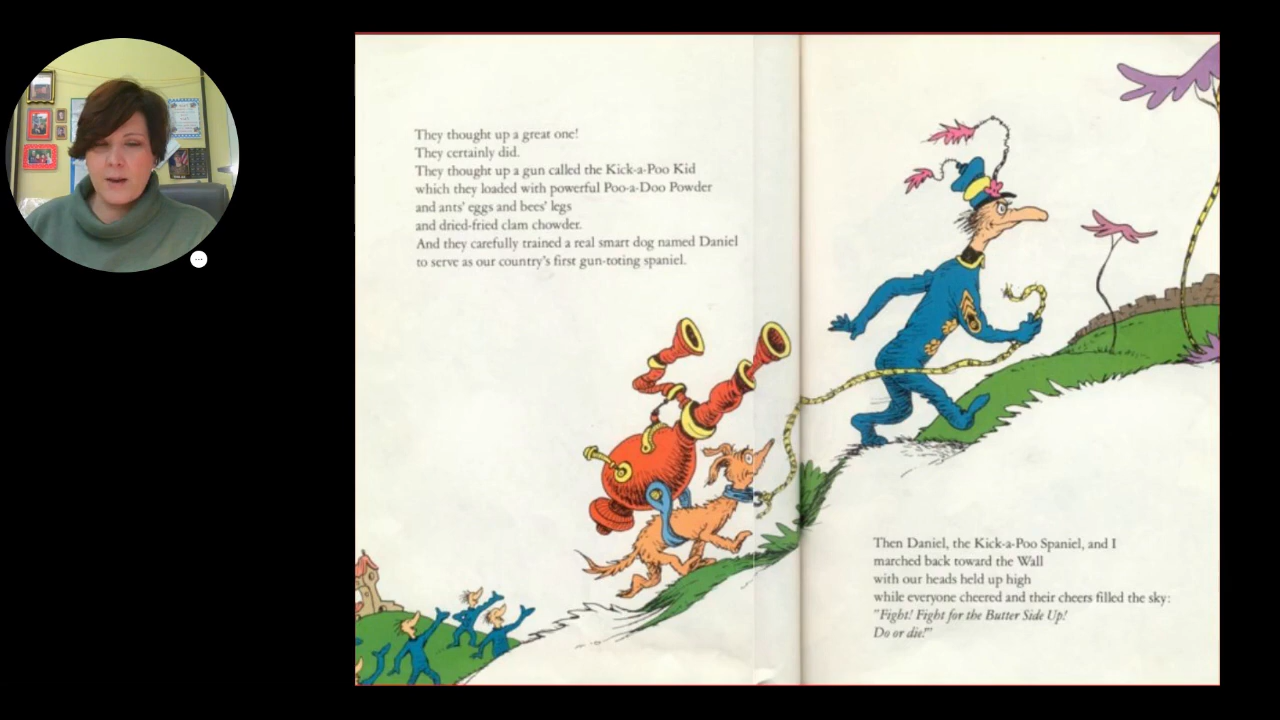 They thought up a great one!
They certainly did.
They thought up a gun called the Kick-a-Poo Kid
which they loaded with powerful Poo-a-Doo Powder
and ants' eggs and bees' legs
and dried-fried clam chowder.
And they carefully trained a real smart dog named Daniel
to serve as our country's first gun-toting spaniel.
Then Daniel, the Kick-a-Poo Spaniel, and I
marched back toward the Wall
with our heads held up high
while everyone cheered and their cheers filled the sky:
"Fight! Fight for the Butter Side Up!
Do or die!"